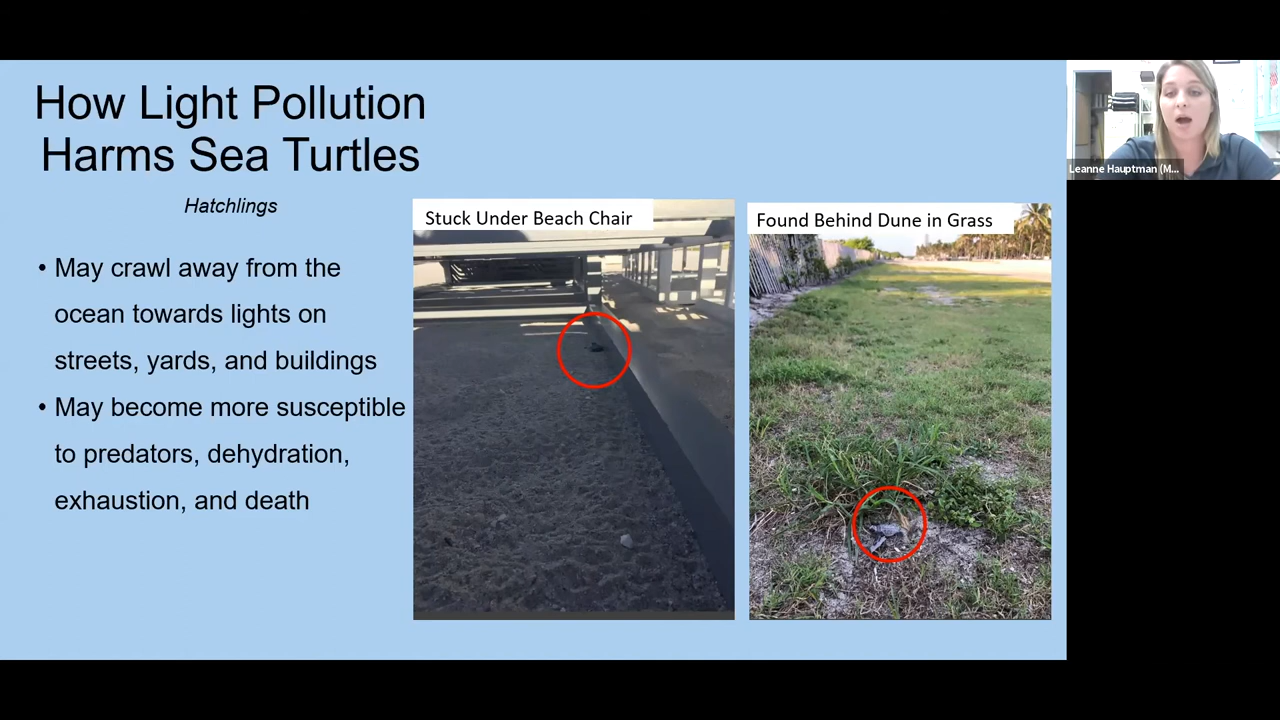 How Light Pollution
Harms Sea Turtles
Hatchlings
• May crawl away from the
ocean towards lights on
streets, yards, and buildings
• May become more susceptible
to predators, dehydration,
exhaustion, and death
Stuck Under Beach Chair
Found Behind Dune in Grass
Leanne Hauptman (M...